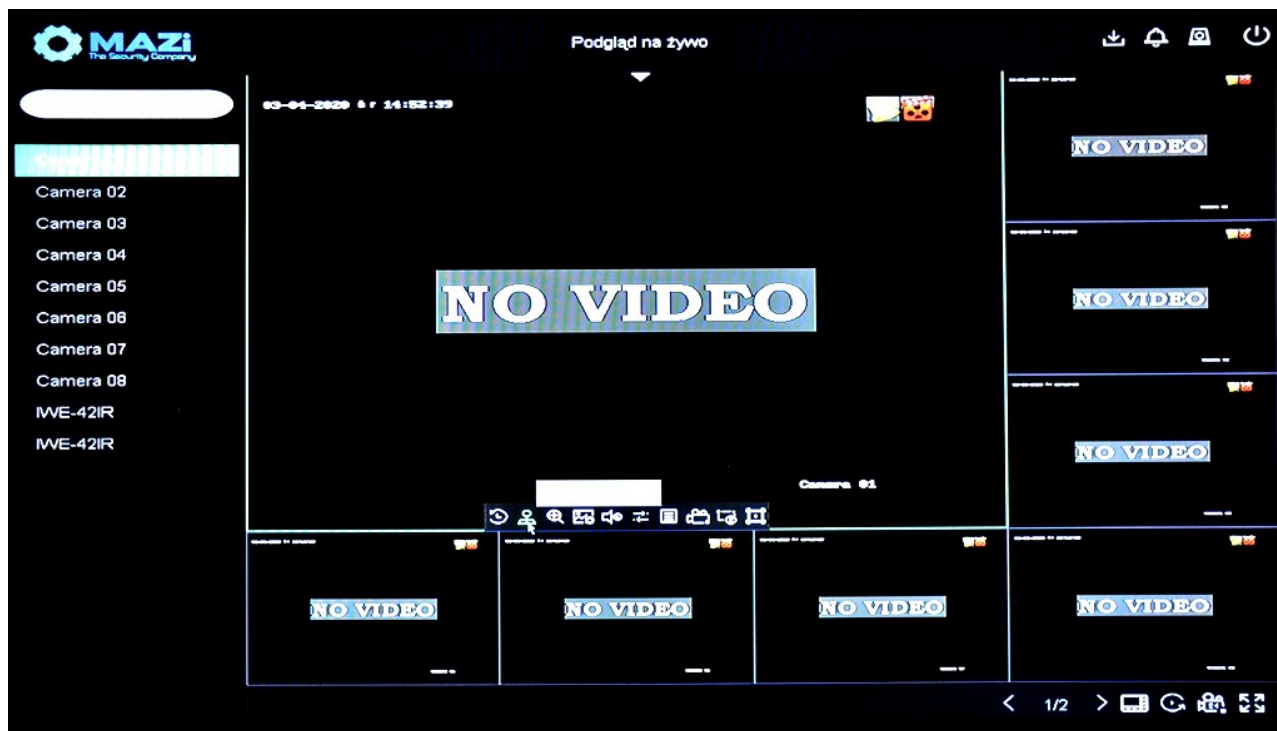 MAZi
The Security Company
Podgląd na żywo
03-04-2020
14:52:39
Camera 02
Camera 03
Camera 04
Camera 05
Camera 06
Camera 07
Camera 08
IWE-42IR
IWE-42IR
NO VIDEO
Camera 01
NO VIDEO
NO VIDEO
NO VIDEO
NO VIDEO
NO VIDEO
NO VIDEO
NO VIDEO
1/2